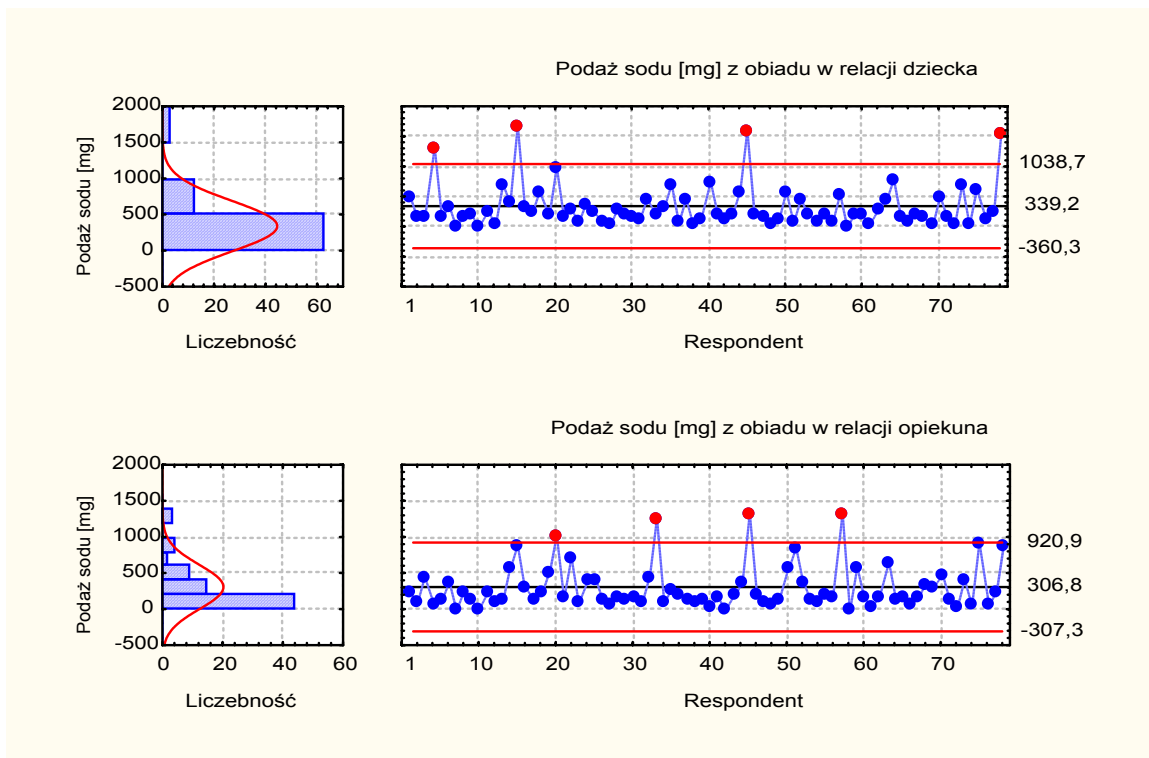 Podaż sodu [mg] z obiadu w relacji dziecka
Podaż sodu [mg]
2000
1500
1000
500
0
-500
0 20 40 60
Liczebność
1038,7
339,2
-360,3
1 10 20 30 40 50 60 70
Respondent
Podaż sodu [mg] z obiadu w relacji opiekuna
Podaż sodu [mg]
2000
1500
1000
500
0
-500
0 20 40 60
Liczebność
920,9
306,8
-307,3
1 10 20 30 40 50 60 70
Respondent